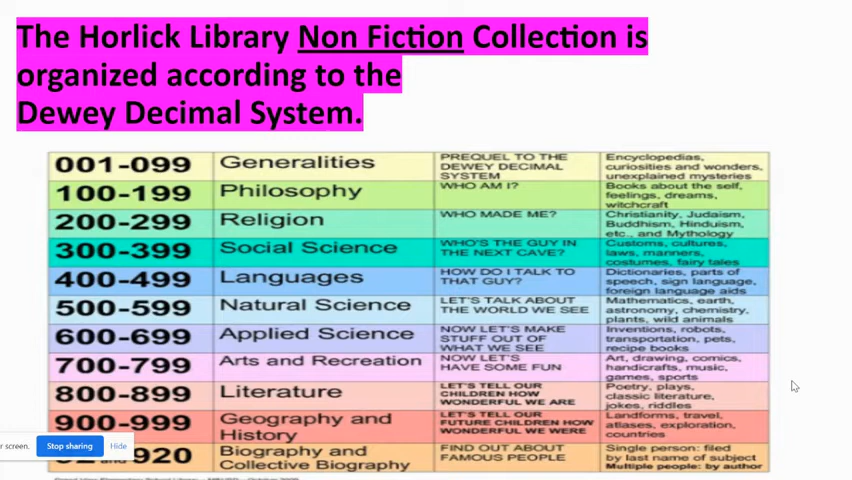 The Horlick Library Non Fiction Collection is
organized according to the
Dewey Decimal System.
001-099 Generalities PREQUEL TO THE DEWEY DECIMAL SYSTEM Encyclopedias, curiosities and wonders, unexplained mysteries
100-199 Philosophy WHO AM I? Books about the self, feelings, dreams, witchcraft
200-299 Religion WHO MADE ME? Christianity, Judaism, Buddhism, Hinduism, etc., and Mythology
300-399 Social Science WHO'S THE GUY IN THE NEXT CAVE? Customs, cultures, laws, manners, costumes, fairy tales
400-499 Languages HOW DO I TALK TO THAT GUY? Dictionaries, parts of speech, sign language, foreign language aids
500-599 Natural Science LET'S TALK ABOUT THE WORLD WE SEE Mathematics, earth, astronomy, chemistry, plants, wild animals
600-699 Applied Science NOW LET'S MAKE STUFF OUT OF WHAT WE SEE Inventions, robots, transportation, pets, recipe books
700-799 Arts and Recreation NOW LET'S HAVE SOME FUN Art, drawing, comics, handicrafts, music, games, sports
800-899 Literature LET'S TELL OUR CHILDREN HOW WONDERFUL WE ARE Poetry, plays, classic literature, jokes, riddles
900-999 Geography and History LET'S TELL OUR FUTURE CHILDREN HOW WONDERFUL WE WERE Landforms, travel, atlases, exploration, countries
920 Biography and Collective Biography FIND OUT ABOUT FAMOUS PEOPLE Single person: filed by last name of subject Multiple people: by author
r screen. Stop sharing Hide